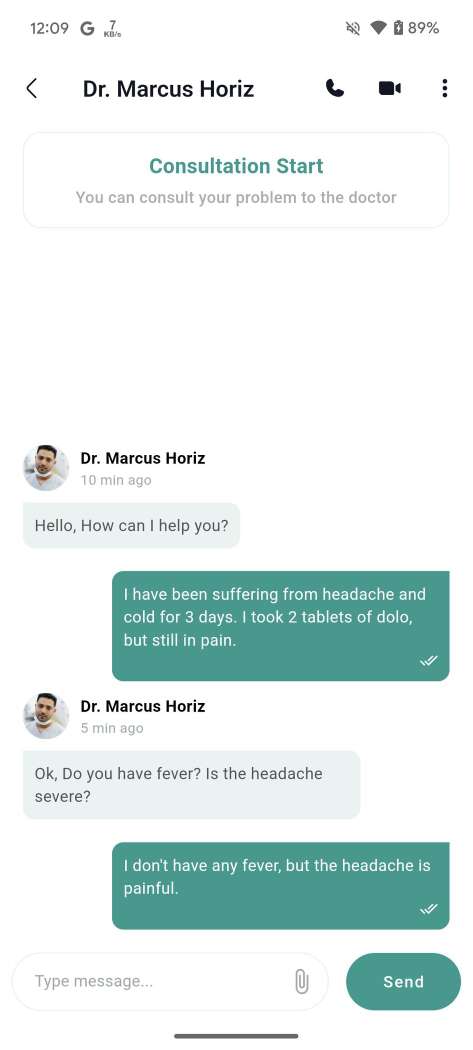 12:09 G 7 KB/s 89%
Dr. Marcus Horiz
Consultation Start
You can consult your problem to the doctor
Dr. Marcus Horiz
10 min ago
Hello, How can I help you?
I have been suffering from headache and
cold for 3 days. I took 2 tablets of dolo,
but still in pain.
Dr. Marcus Horiz
5 min ago
Ok, Do you have fever? Is the headache
severe?
I don't have any fever, but the headache is
painful.
Type message...
Send